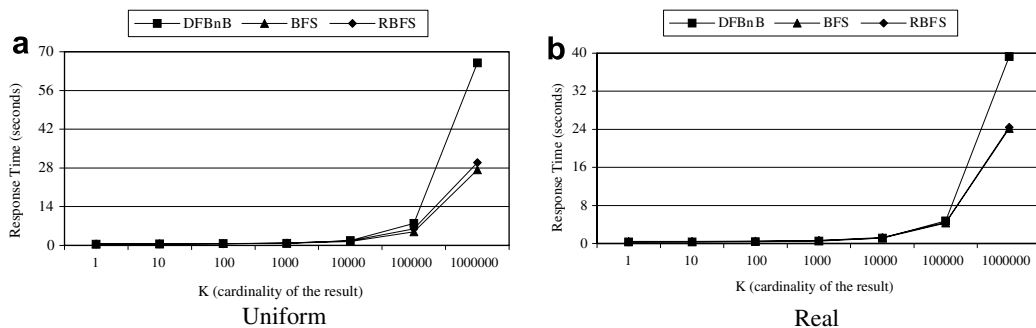 DFBnB BFS RBFS
a
70
56
42
28
14
0
Response Time (seconds)
1 10 100 1000 10000 100000 1000000
K (cardinality of the result)
Uniform
DFBnB BFS RBFS
b
40
32
24
16
8
0
Response Time (seconds)
1 10 100 1000 10000 100000 1000000
K (cardinality of the result)
Real